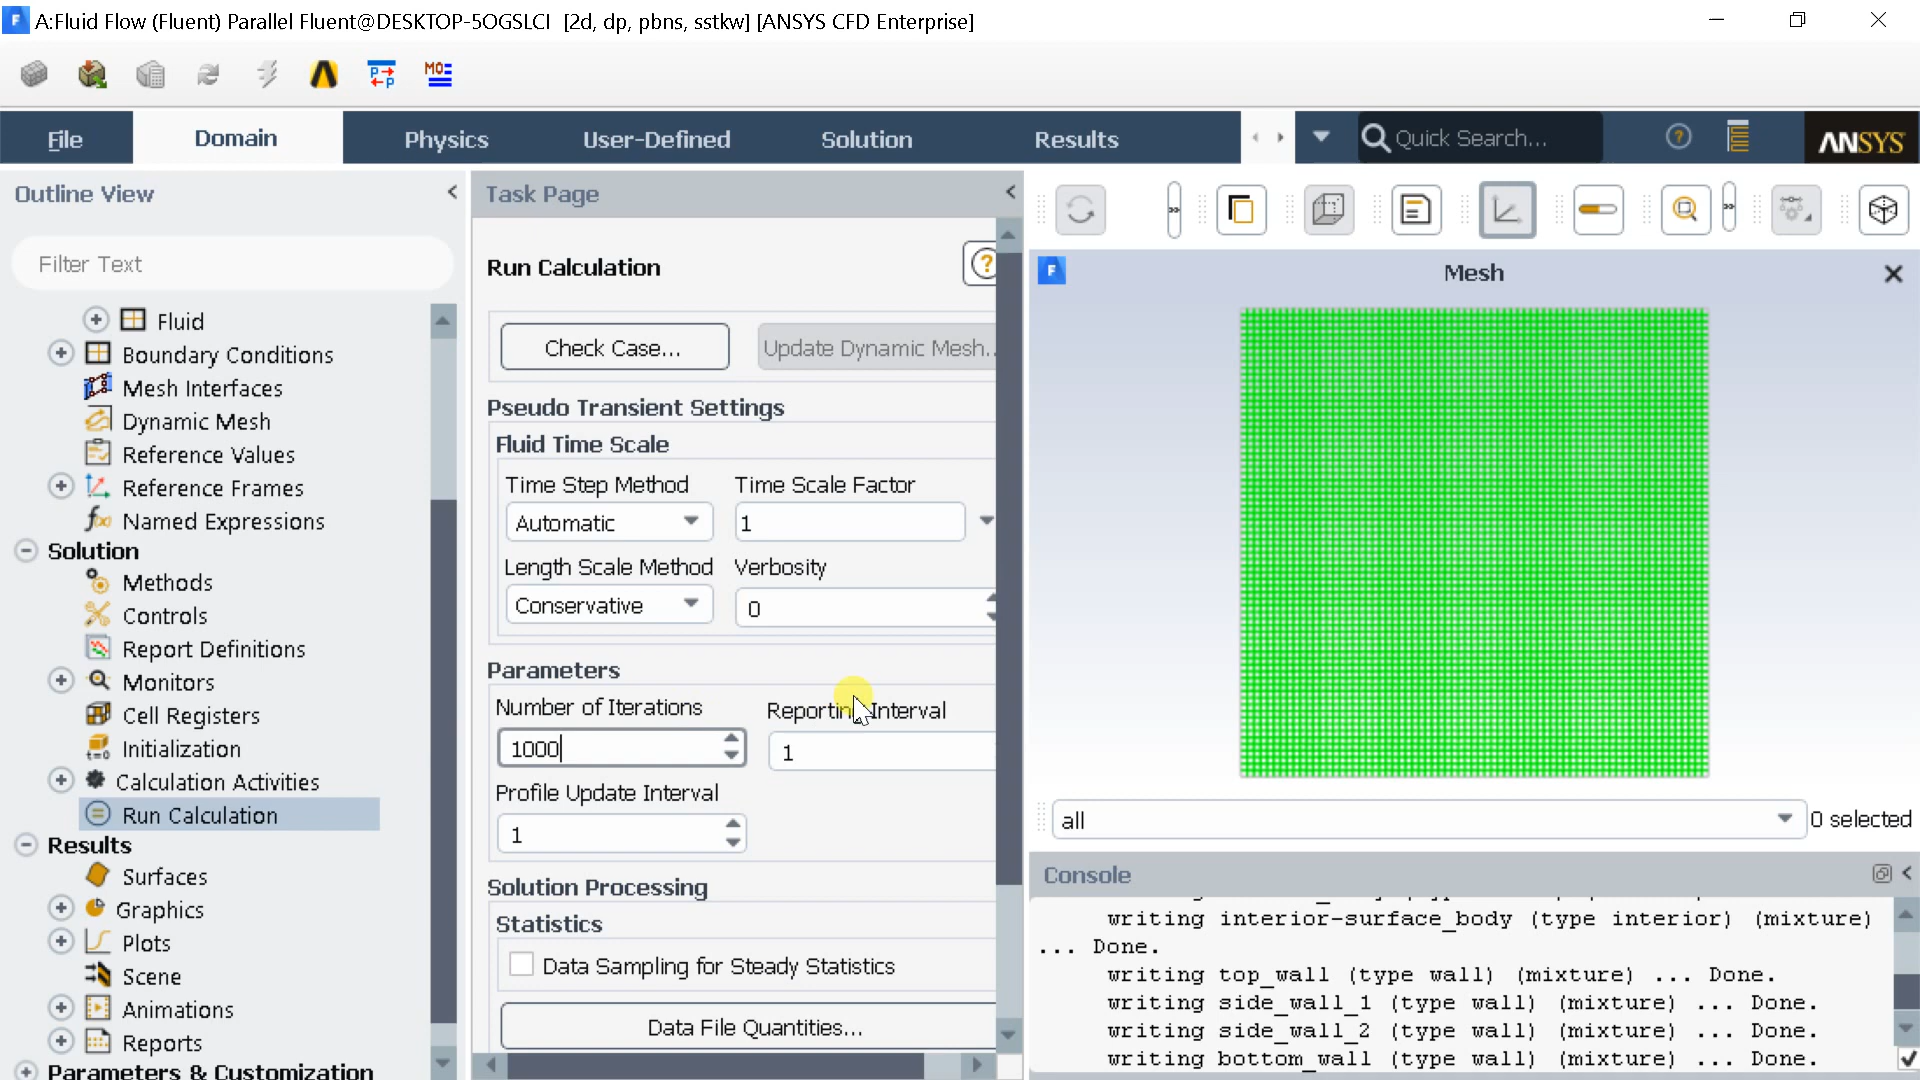 A:Fluid Flow (Fluent) Parallel Fluent@DESKTOP-5OGSLCI [2d, dp, pbns, sstkw] [ANSYS CFD Enterprise]
File
Domain
Physics
User-Defined
Solution
Results
Quick Search...
ANSYS
Outline View
Filter Text
Fluid
Boundary Conditions
Mesh Interfaces
Dynamic Mesh
Reference Values
Reference Frames
Named Expressions
Solution
Methods
Controls
Report Definitions
Monitors
Cell Registers
Initialization
Calculation Activities
Run Calculation
Results
Surfaces
Graphics
Plots
Scene
Animations
Reports
Parameters & Customization
Task Page
Run Calculation
Check Case...
Update Dynamic Mesh..
Pseudo Transient Settings
Fluid Time Scale
Time Step Method
Time Scale Factor
Automatic
1
Length Scale Method
Verbosity
Conservative
0
Parameters
Number of Iterations
Reporting Interval
1000
1
Profile Update Interval
1
Solution Processing
Statistics
Data Sampling for Steady Statistics
Data File Quantities...
Mesh
all
0 selected
Console
writing interior-surface_body (type interior) (mixture)
... Done.
writing top_wall (type wall) (mixture) ... Done.
writing side_wall_1 (type wall) (mixture) ... Done.
writing side_wall_2 (type wall) (mixture) ... Done.
writing bottom_wall (type wall) (mixture) ... Done.